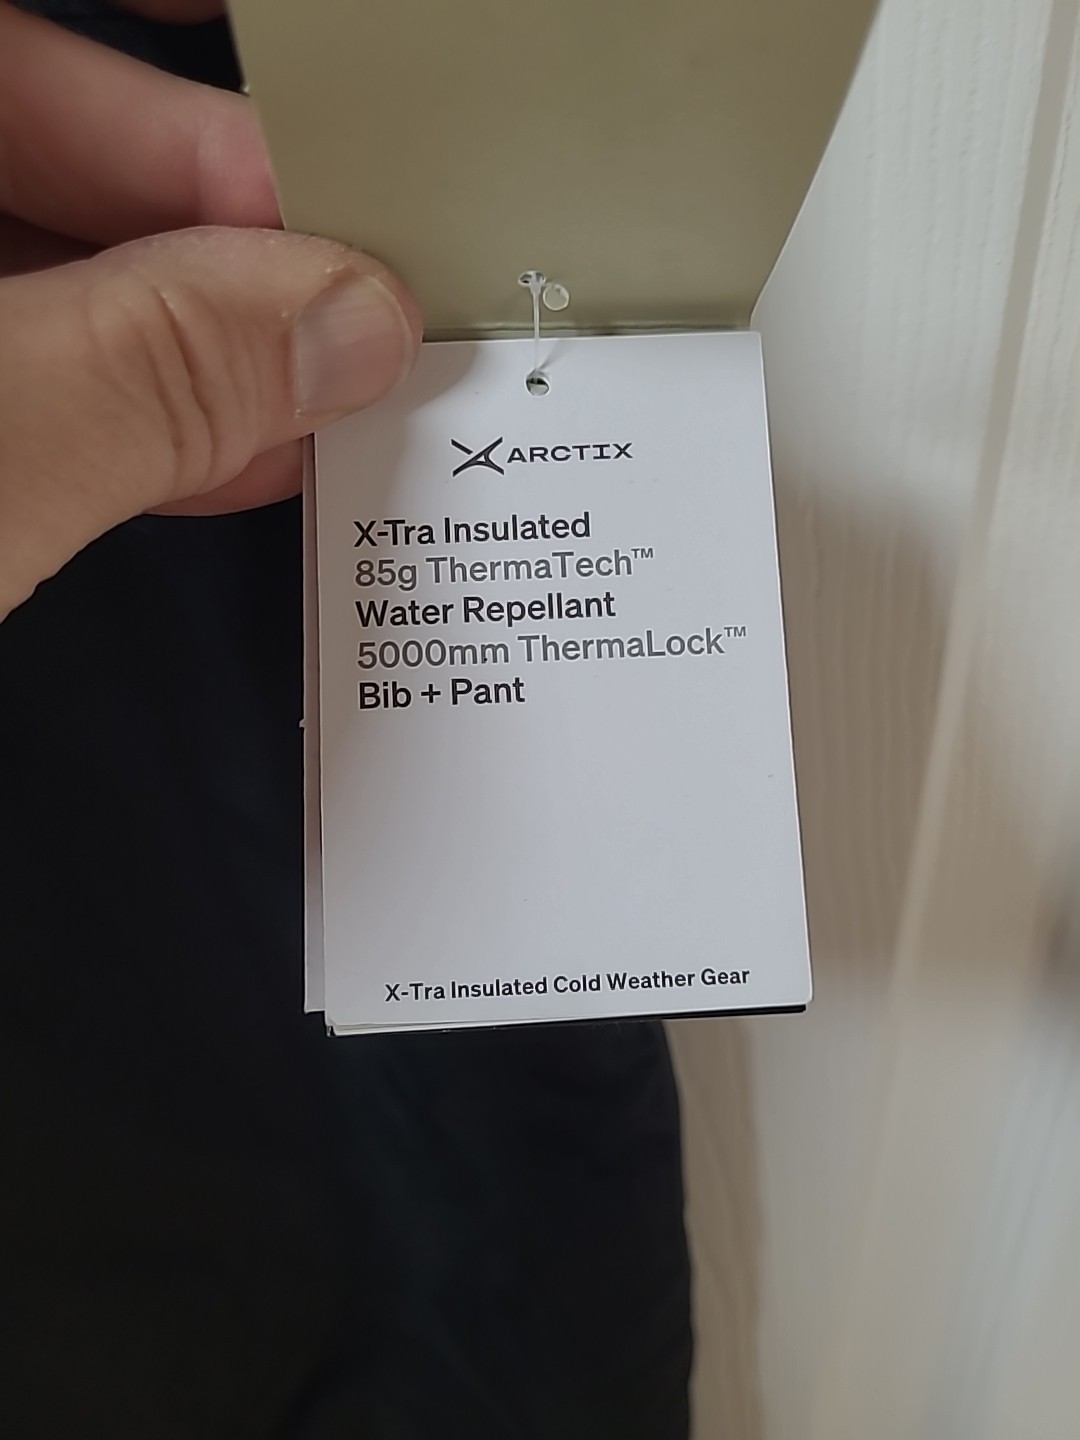 ARCTIX
X-Tra Insulated
85g ThermaTech™
Water Repellant
5000mm ThermaLock™
Bib + Pant
X-Tra Insulated Cold Weather Gear